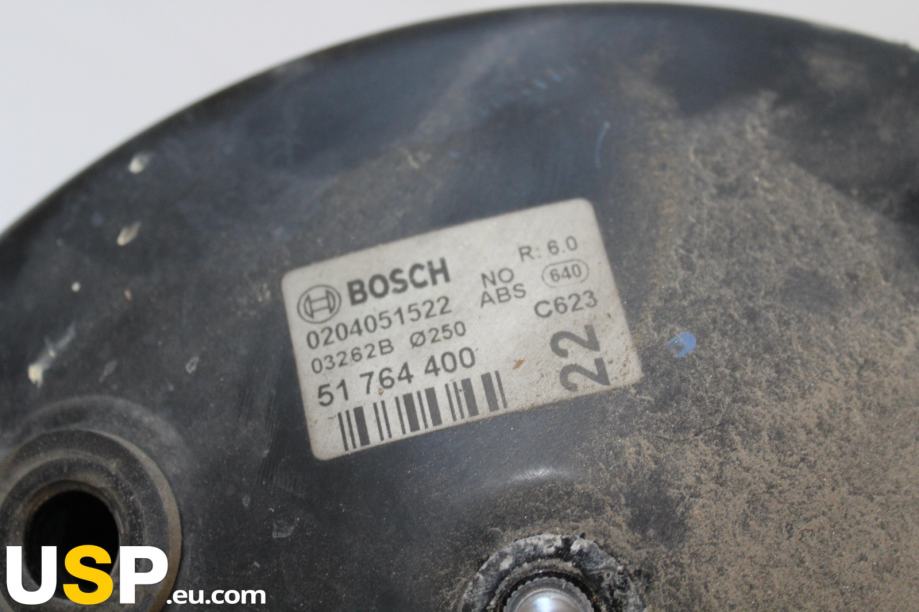 BOSCH
R: 6.0
0204051522
NO
ABS
640
03262B Ø250
C623
51 764 400
22
USP.eu.com